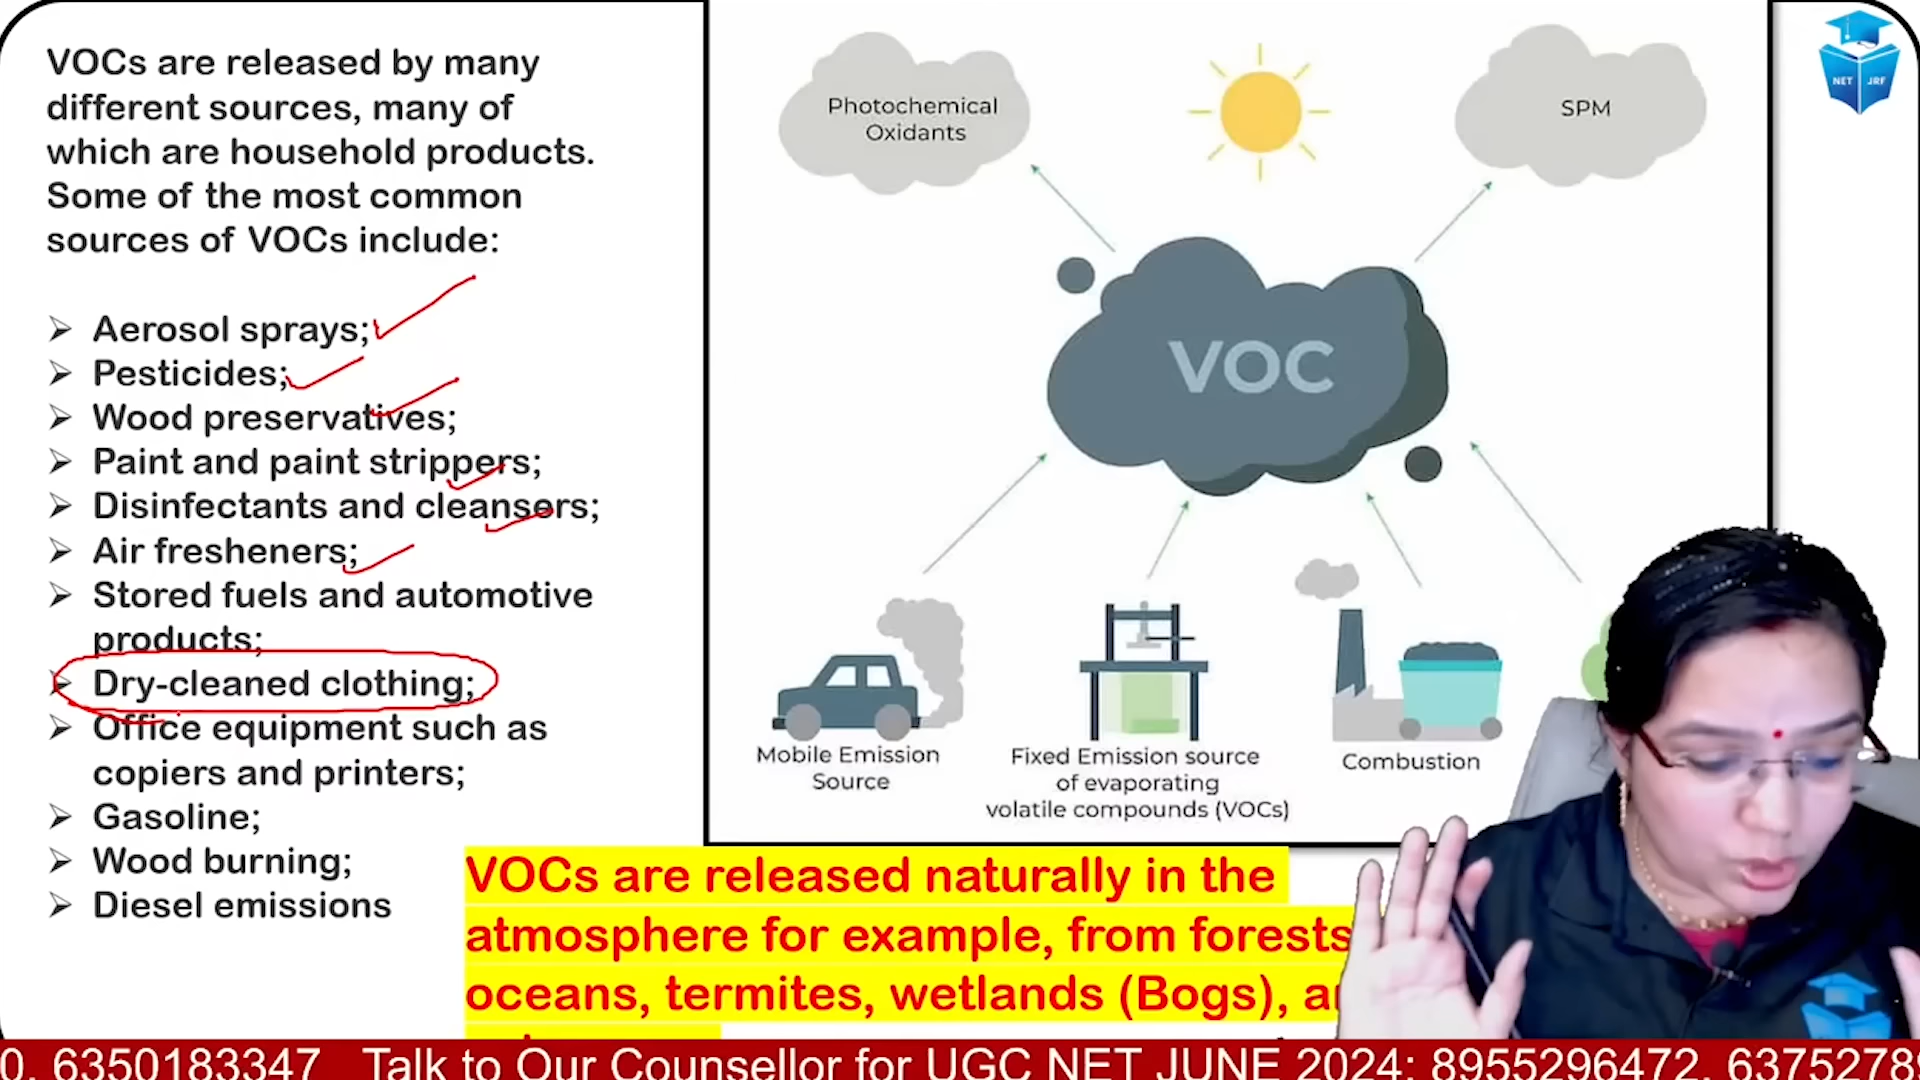 VOCs are released by many
different sources, many of
which are household products.
Some of the most common
sources of VOCs include:
➢ Aerosol sprays;
➢ Pesticides;
➢ Wood preservatives;
➢ Paint and paint strippers;
➢ Disinfectants and cleansers;
➢ Air fresheners;
➢ Stored fuels and automotive
products;
➢ Dry-cleaned clothing;
➢ Office equipment such as
copiers and printers;
➢ Gasoline;
➢ Wood burning;
➢ Diesel emissions
Photochemical
Oxidants
SPM
VOC
Mobile Emission
Source
Fixed Emission source
of evaporating
volatile compounds (VOCs)
Combustion
NET JRF
VOCs are released naturally in the
atmosphere for example, from forests
oceans, termites, wetlands (Bogs),
0, 6350183347 Talk to Our Counsellor for UGC NET JUNE 2024: 8955296472, 6375278